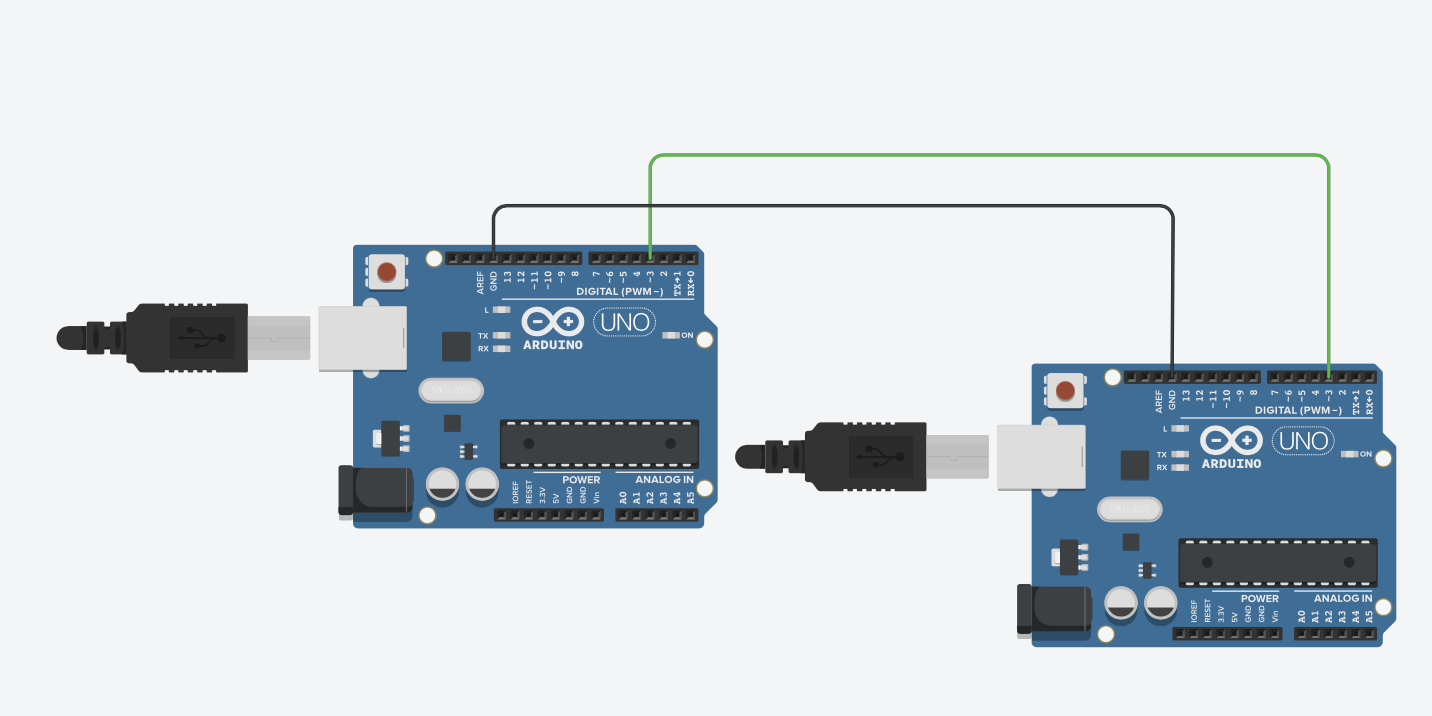 AREF
GND
13
12
~11
~10
~9
8
7
~6
~5
4
~3
2
TX→1
RX←0
DIGITAL (PWM~)
L
TX
RX
UNO
ON
ARDUINO
POWER
ANALOG IN
IOREF
RESET
3.3V
5V
GND
GND
Vin
A0
A1
A2
A3
A4
A5
AREF
GND
13
12
~11
~10
~9
8
7
~6
~5
4
~3
2
TX→1
RX←0
DIGITAL (PWM~)
L
TX
RX
UNO
ON
ARDUINO
POWER
ANALOG IN
IOREF
RESET
3.3V
5V
GND
GND
Vin
A0
A1
A2
A3
A4
A5